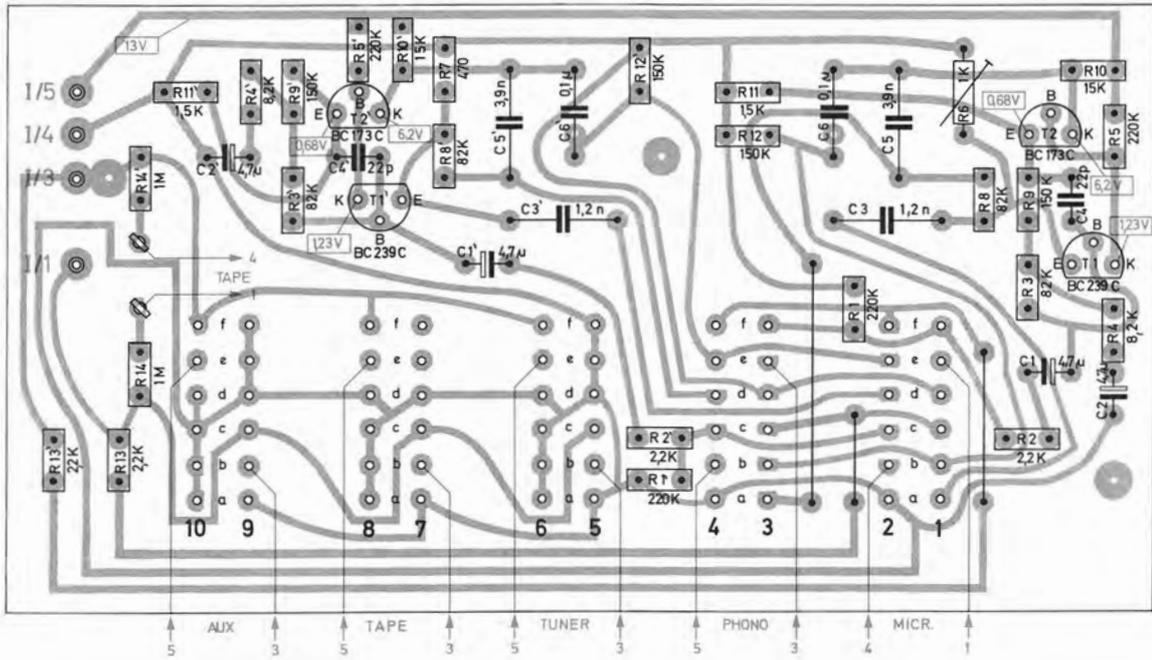 13V
I/5
I/4
I/3
I/1
R11'
1,5K
R4'
8,2K
R9'
150K
R5'
220K
R10'
15K
R7
470
R8'
82K
3,9n
C5'
0,1µ
C6'
R12'
150K
R11
1,5K
R12
150K
0,1µ
C6
3,9n
C5
1K
R6
R10
15K
R5
220K
0,68V
E
B
T2
K
BC173C
6,2V
E
B
T2'
K
BC173C
0,68V
6,2V
C2'
4,7µ
C4'
22p
R14'
1M
R3'
82K
K
T1'
E
B
BC239C
1,23V
C3'
1,2n
C1'
4,7µ
C3
1,2n
R8
82K
R9
150K
22p
C4
1,23V
B
E
T1
K
BC239C
R3
82K
R4
8,2K
4
TAPE
1
R14
1M
R13'
2,2K
R13
2,2K
R1
220K
C1
4,7µ
4,7µ
C2
R2
2,2K
R2'
2,2K
R1'
220K
f f f f f
e e e e e
d d d d d
c c c c c
b b b b b
a a a a a
10 9 8 7 6 5 4 3 2 1
AUX TAPE TUNER PHONO MICR.
5 3 5 3 5 3 5 3 4 1